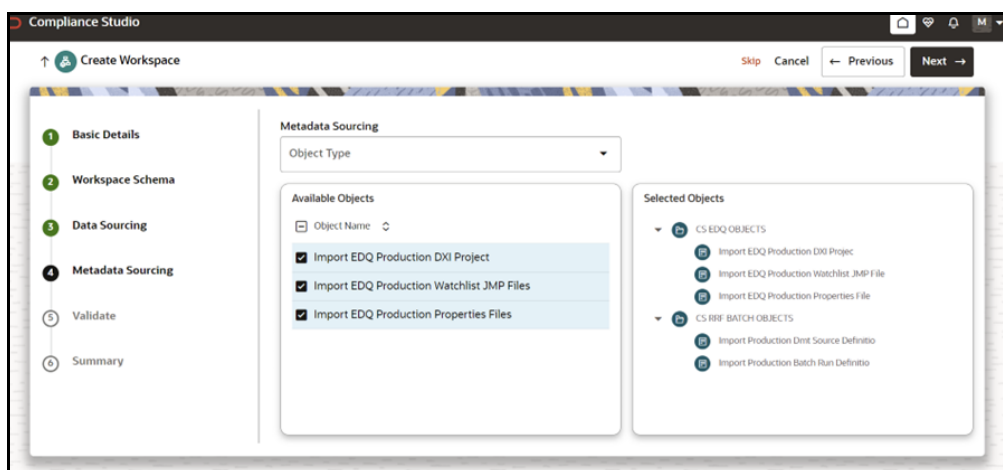 Compliance Studio
M
Create Workspace
Skip Cancel ← Previous Next →
1 Basic Details
2 Workspace Schema
3 Data Sourcing
4 Metadata Sourcing
5 Validate
6 Summary
Metadata Sourcing
Object Type
Available Objects
Object Name
Import EDQ Production DXI Project
Import EDQ Production Watchlist JMP Files
Import EDQ Production Properties Files
Selected Objects
CS EDQ OBJECTS
Import EDQ Production DXI Projec
Import EDQ Production Watchlist JMP File
Import EDQ Production Properties File
CS RRF BATCH OBJECTS
Import Production Dmt Source Definitio
Import Production Batch Run Definitio